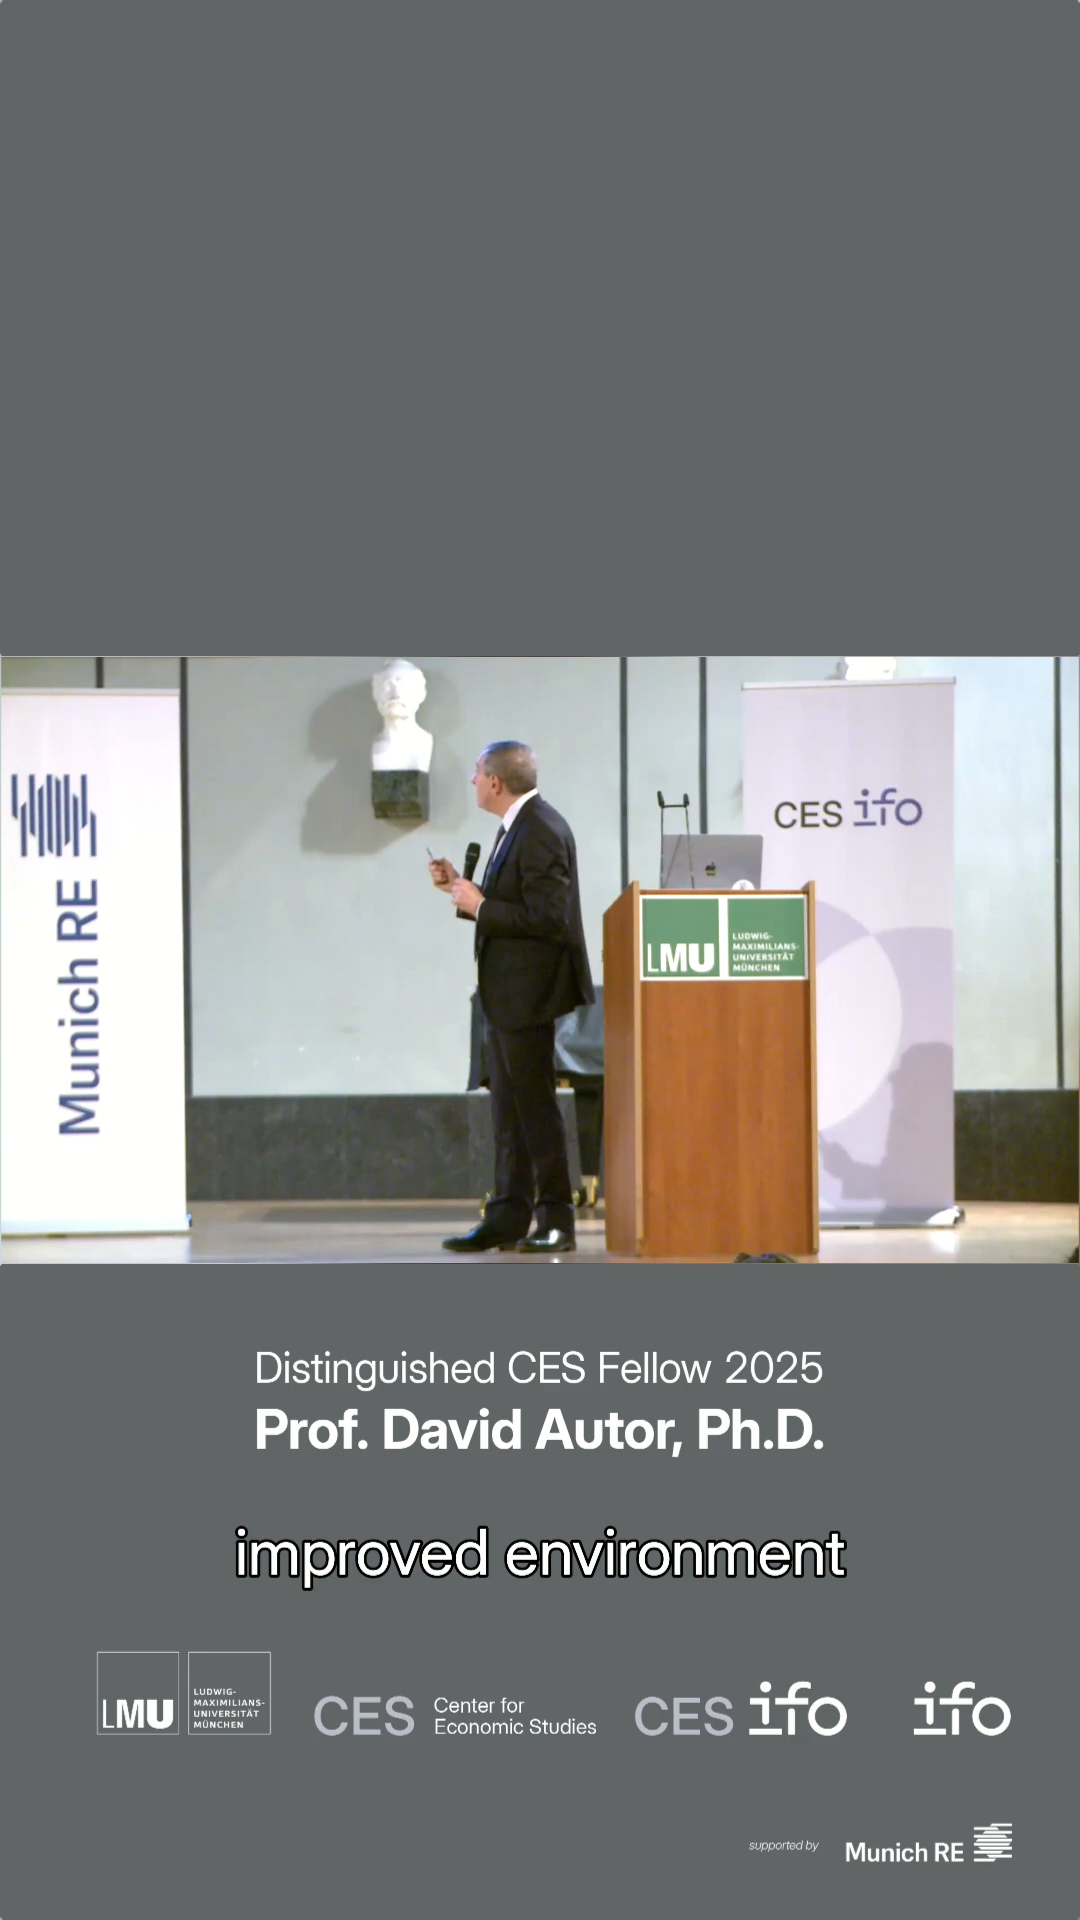 Munich RE
CES ifo
LMU
LUDWIG-
MAXIMILIANS-
UNIVERSITÄT
MÜNCHEN
Distinguished CES Fellow 2025
Prof. David Autor, Ph.D.
improved environment
LMU
LUDWIG-
MAXIMILIANS-
UNIVERSITÄT
MÜNCHEN
CES
Center for
Economic Studies
CES ifo
ifo
supported by
Munich RE